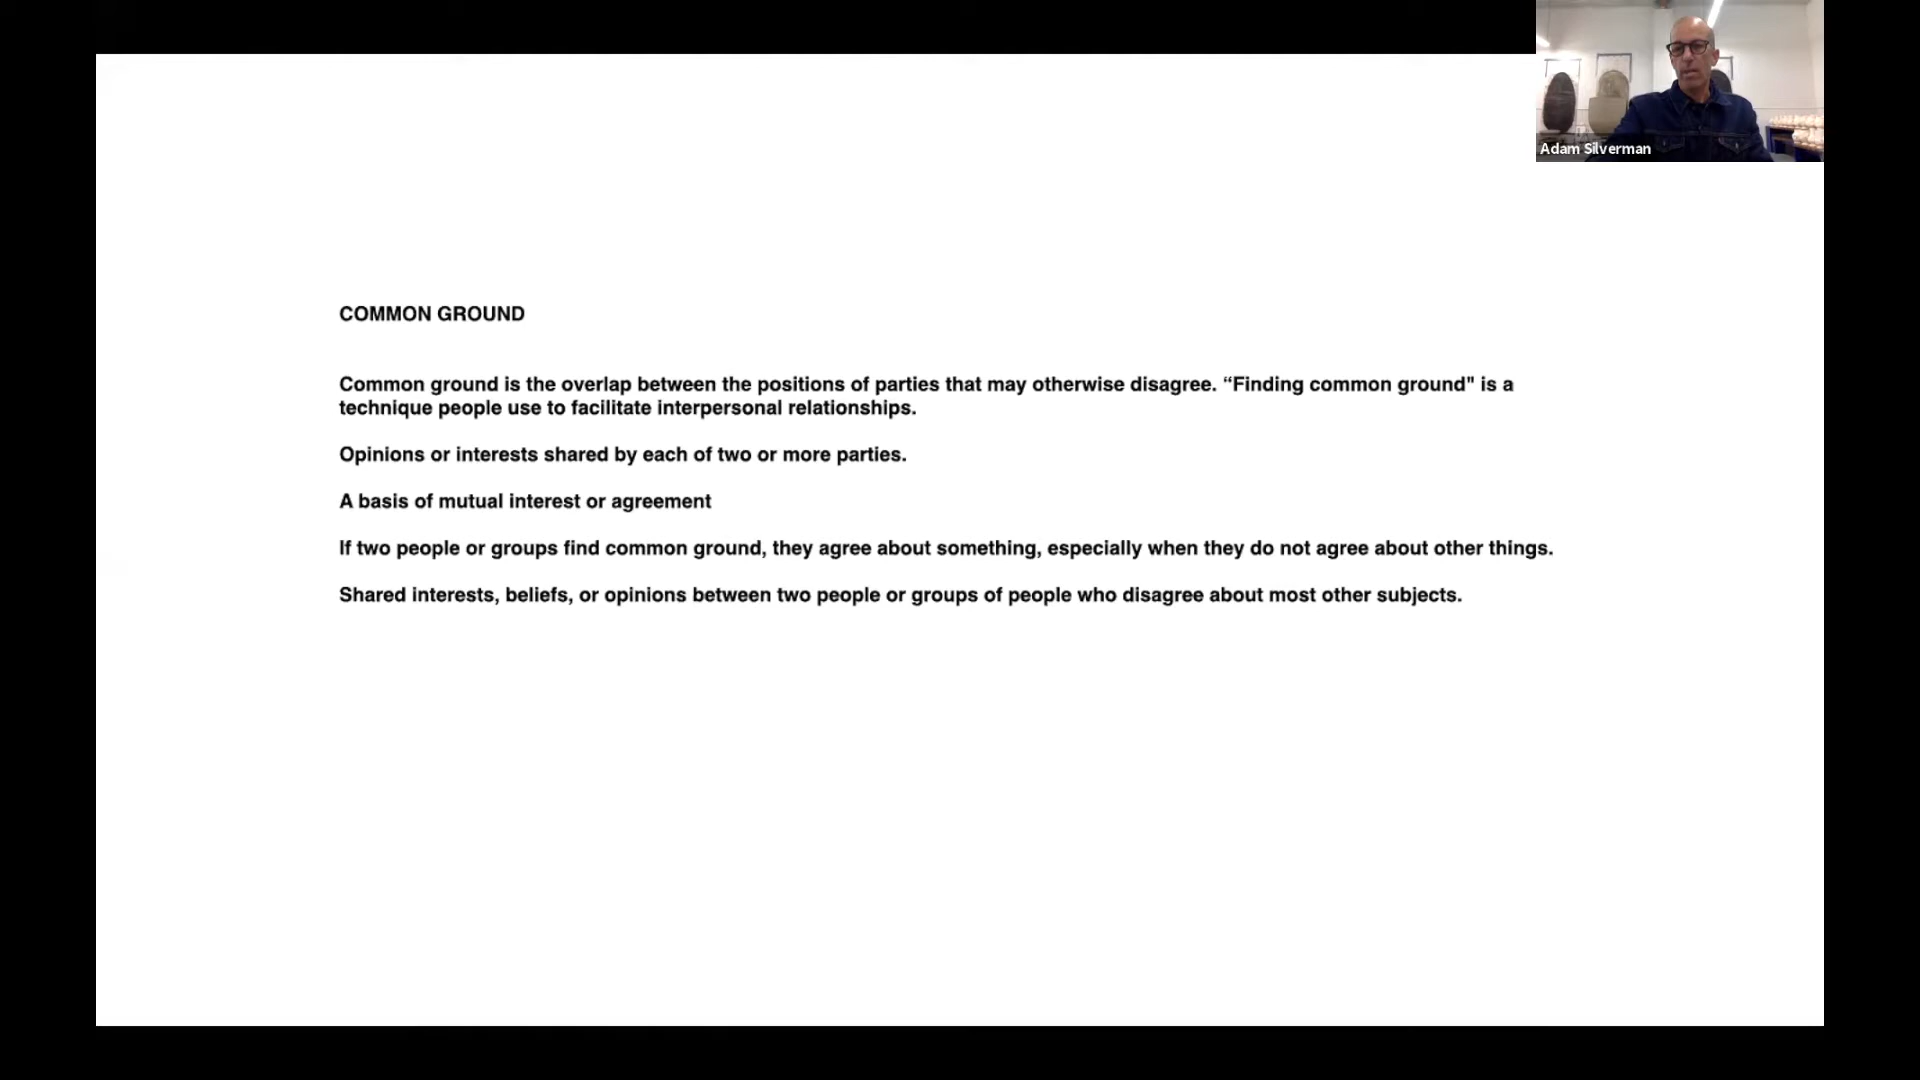 Adam Silverman
COMMON GROUND
Common ground is the overlap between the positions of parties that may otherwise disagree. “Finding common ground" is a
technique people use to facilitate interpersonal relationships.
Opinions or interests shared by each of two or more parties.
A basis of mutual interest or agreement
If two people or groups find common ground, they agree about something, especially when they do not agree about other things.
Shared interests, beliefs, or opinions between two people or groups of people who disagree about most other subjects.